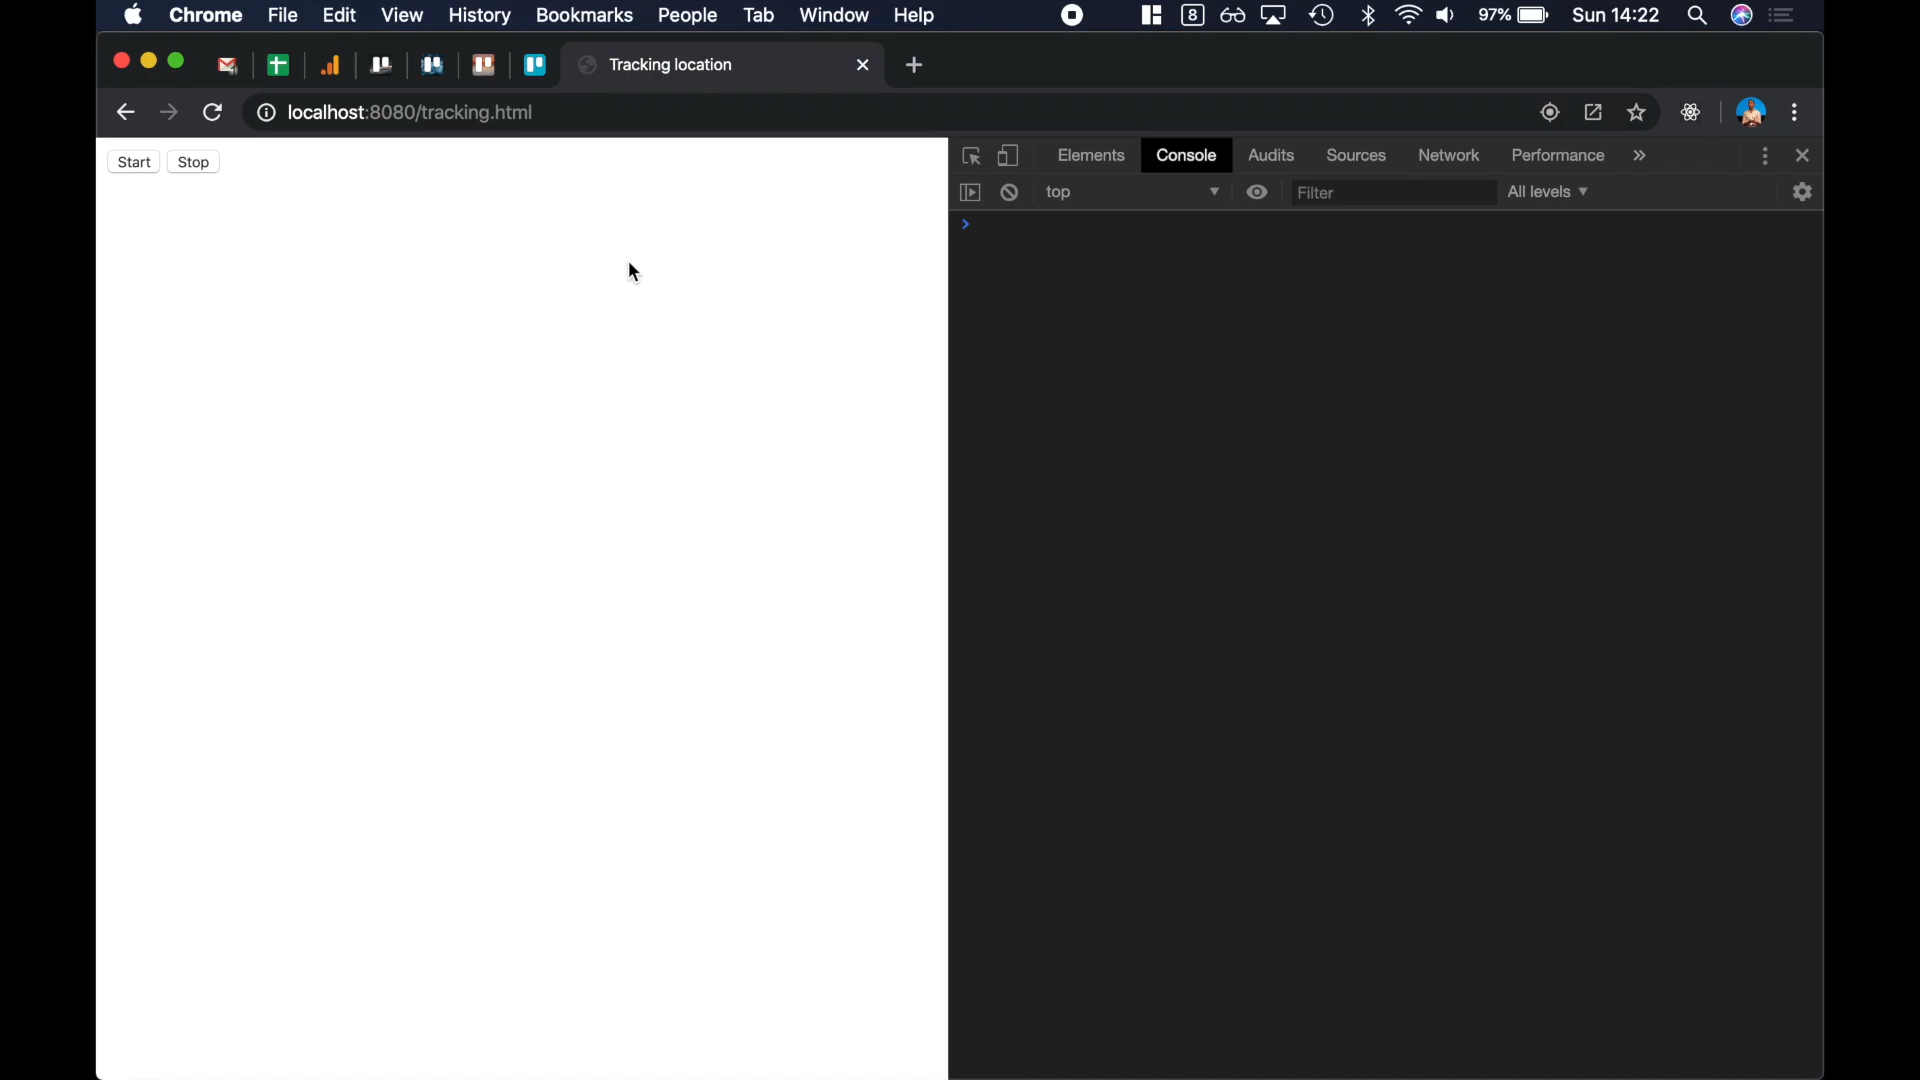 Chrome File Edit View History Bookmarks People Tab Window Help 8 97% Sun 14:22
Tracking location
localhost:8080/tracking.html
Start Stop
Elements Console Audits Sources Network Performance
top Filter All levels